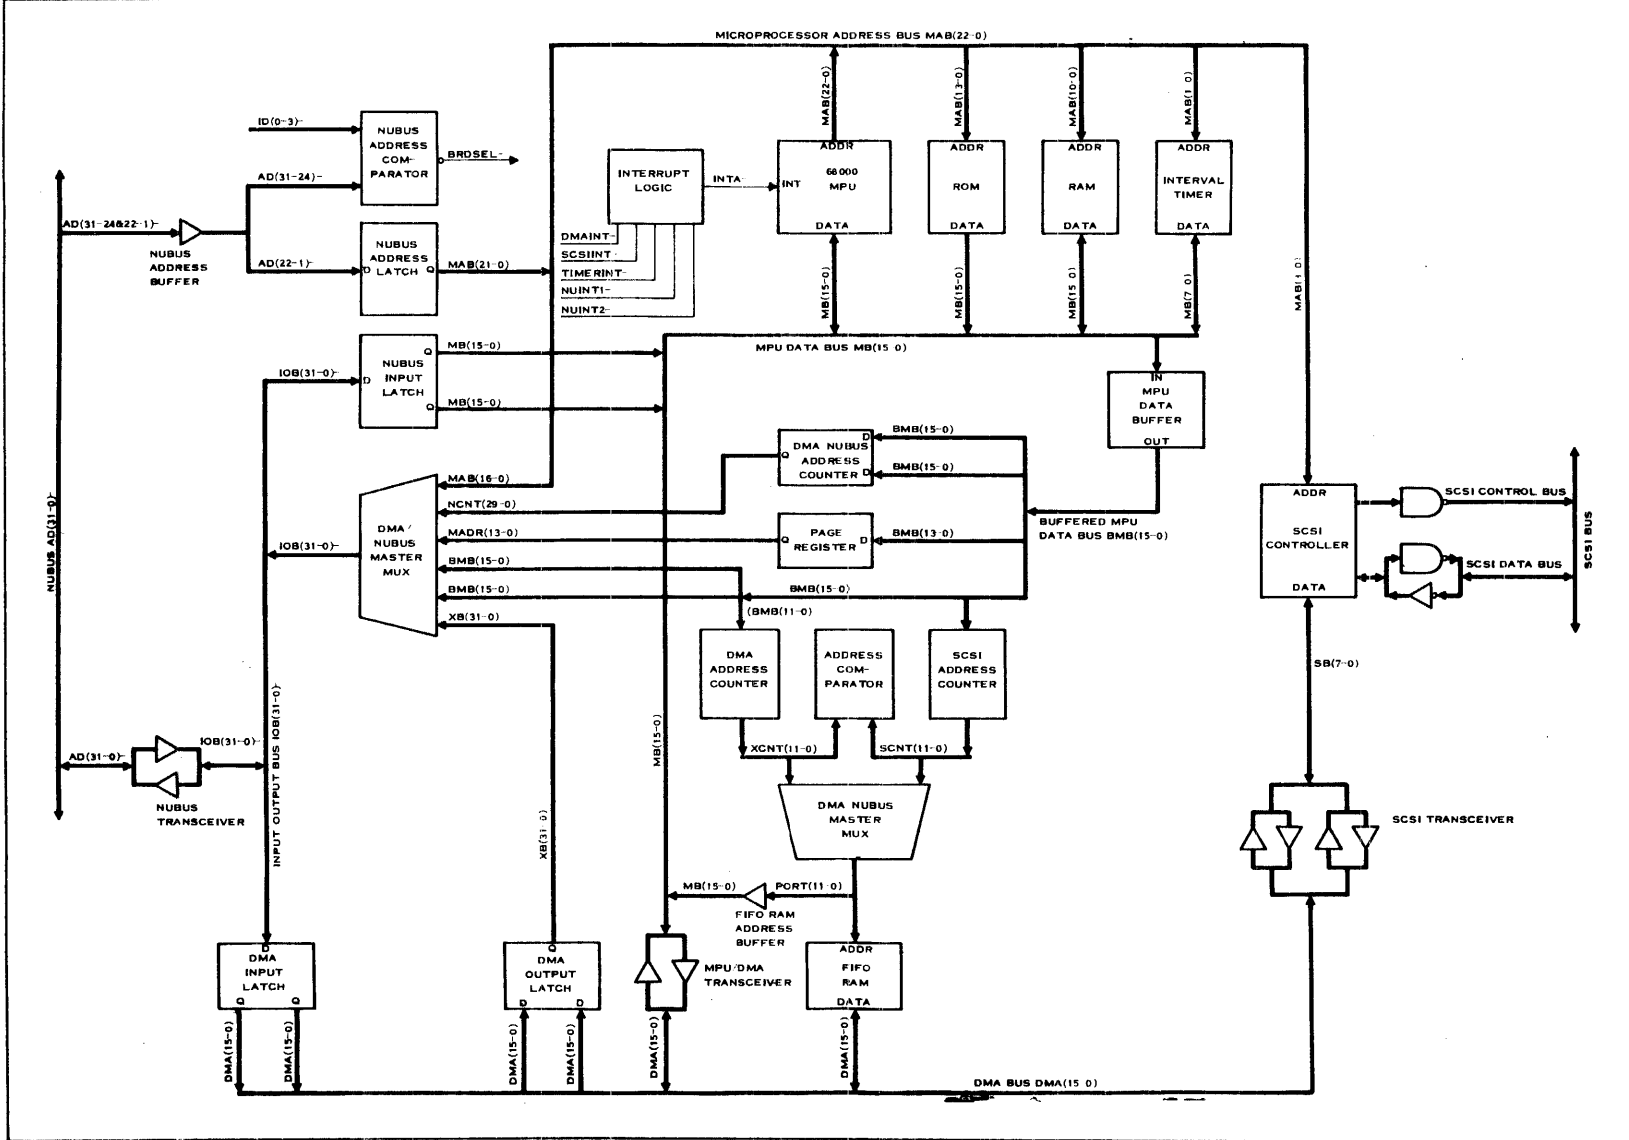 MICROPROCESSOR ADDRESS BUS MAB(22-0)
MAB(22-0)
MAB(13-0)
MAB(10-0)
MAB(1 0)
ID(0-3)-
NUBUS
ADDRESS
COM-
PARATOR
BRDSEL-
AD(31-24)-
AD(31-24&22-1)-
NUBUS
ADDRESS
BUFFER
AD(22-1)-
NUBUS
ADDRESS
LATCH
D
Q
MAB(21-0)
INTERRUPT
LOGIC
INTA-
DMAINT-
SCSIINT-
TIMERINT-
NUINT1-
NUINT2-
ADDR
68000
MPU
INT
DATA
ADDR
ROM
DATA
ADDR
RAM
DATA
ADDR
INTERVAL
TIMER
DATA
MB(15-0)
MB(15-0)
MB(15 0)
MB(7 0)
MAB(1 0)
MPU DATA BUS MB(15-0)
IOB(31-0)-
NUBUS
INPUT
LATCH
D
Q
Q
MB(15-0)
MB(15-0)
IN
MPU
DATA
BUFFER
OUT
DMA NUBUS
ADDRESS
COUNTER
Q
D
D
BMB(15-0)
BMB(15-0)
PAGE
REGISTER
Q
D
BMB(13-0)
BUFFERED MPU
DATA BUS BMB(15-0)
NUBUS AD(31-0)-
DMA/
NUBUS
MASTER
MUX
IOB(31-0)-
MAB(16-0)
NCNT(29-0)
MADR(13-0)
BMB(15-0)
BMB(15-0)
XB(31-0)
BMB(15-0)
(BMB(11-0)
ADDR
SCSI
CONTROLLER
DATA
SCSI CONTROL BUS
SCSI DATA BUS
SCSI BUS
DMA
ADDRESS
COUNTER
ADDRESS
COM-
PARATOR
SCSI
ADDRESS
COUNTER
XCNT(11-0)
SCNT(11-0)
SB(7-0)
AD(31-0)-
IOB(31-0)-
NUBUS
TRANSCEIVER
INPUT OUTPUT BUS IOB(31-0)-
XB(31 0)
MB(15-0)
DMA NUBUS
MASTER
MUX
SCSI TRANSCEIVER
MB(15-0)
PORT(11-0)
FIFO RAM
ADDRESS
BUFFER
D
DMA
INPUT
LATCH
Q
Q
Q
DMA
OUTPUT
LATCH
D
D
MPU/DMA
TRANSCEIVER
ADDR
FIFO
RAM
DATA
DMA(15-0)
DMA(15-0)
DMA(15-0)
DMA(15-0)
DMA(15-0)
DMA(15-0)
DMA BUS DMA(15 0)